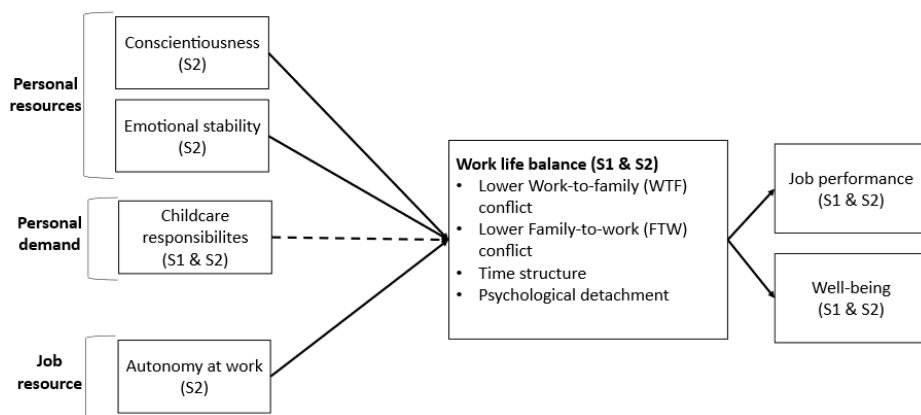 Personal
resources
Conscientiousness
(S2)
Emotional stability
(S2)
Personal
demand
Childcare
responsibilites
(S1 & S2)
Job
resource
Autonomy at work
(S2)
Work life balance (S1 & S2)
• Lower Work-to-family (WTF)
conflict
• Lower Family-to-work (FTW)
conflict
• Time structure
• Psychological detachment
Job performance
(S1 & S2)
Well-being
(S1 & S2)